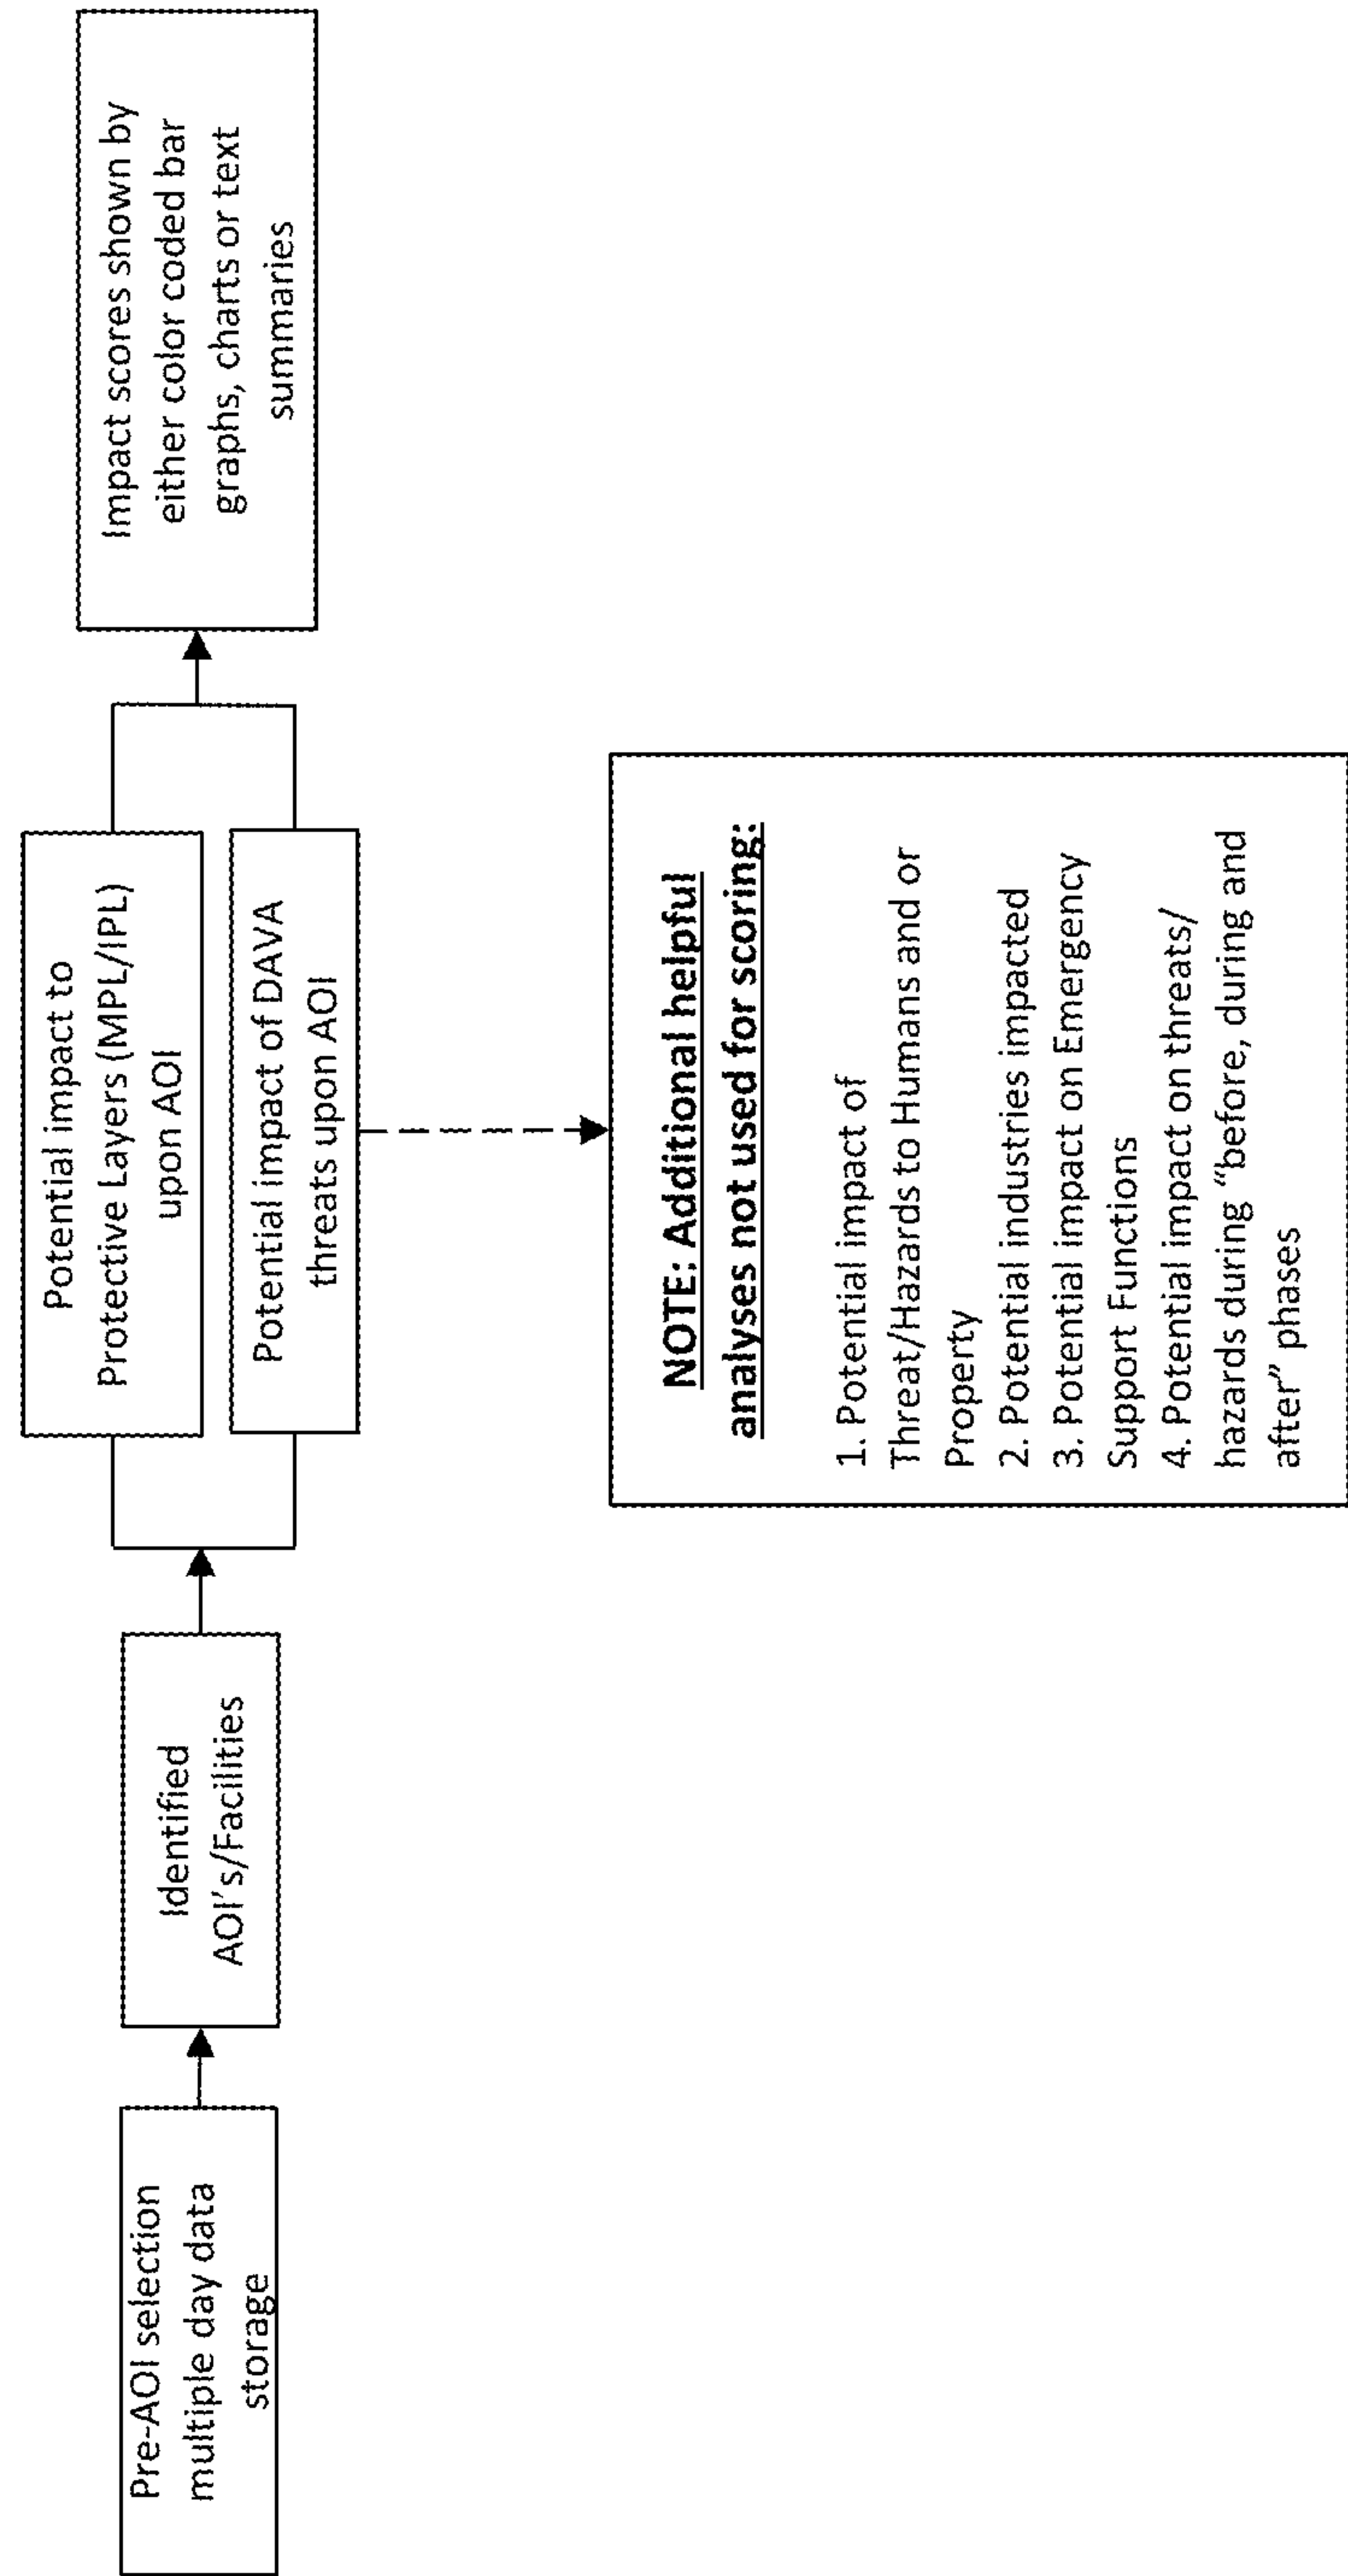 Pre-AOI selection
multiple day data
storage
Identified
AOI's/Facilities
Potential impact to
Protective Layers (MPL/IPL)
upon AOI
Potential impact of DAVA
threats upon AOI
Impact scores shown by
either color coded bar
graphs, charts or text
summaries
NOTE: Additional helpful
analyses not used for scoring:
1. Potential impact of
Threat/Hazards to Humans and or
Property
2. Potential industries impacted
3. Potential impact on Emergency
Support Functions
4. Potential impact on threats/
hazards during “before, during and
after” phases